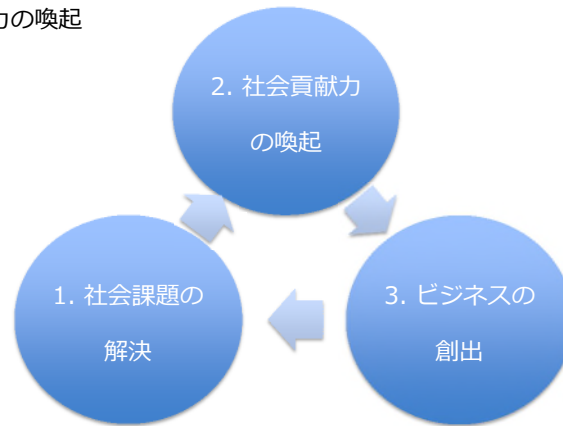 力の喚起
2. 社会貢献力
の喚起
1. 社会課題の
解決
3. ビジネスの
創出